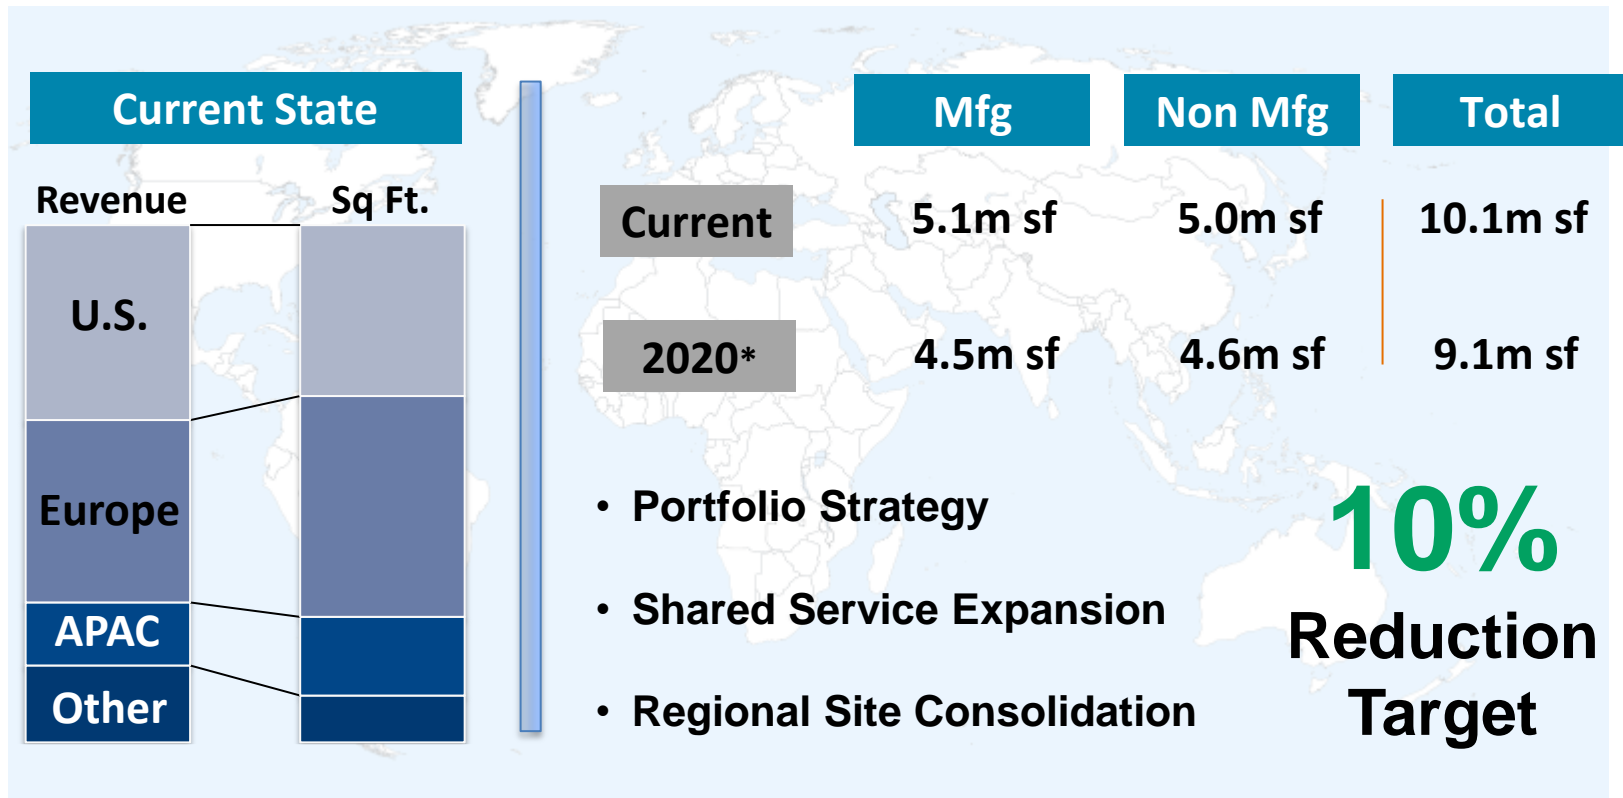 Current State
Revenue
Sq Ft.
U.S.
Europe
APAC
Other
Mfg
Non Mfg
Total
Current
5.1m sf
5.0m sf
10.1m sf
2020*
4.5m sf
4.6m sf
9.1m sf
• Portfolio Strategy
• Shared Service Expansion
• Regional Site Consolidation
10%
Reduction
Target